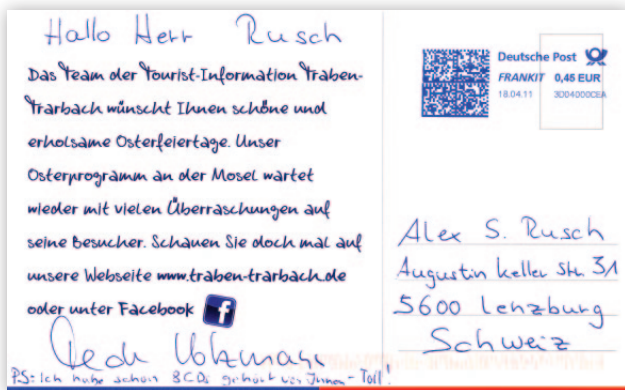 Hallo Herr Rusch
Das Team der Tourist-Information Traben-
Trarbach wünscht Ihnen schöne und
erholsame Osterfeiertage. Unser
Osterprogramm an der Mosel wartet
wieder mit vielen Überraschungen auf
seine Besucher. Schauen Sie doch mal auf
unsere Webseite www.traben-trarbach.de
oder unter Facebook f
PS: Ich habe schon 3 CDs gehört von Ihnen - Toll!
Deutsche Post
FRANKIT 0,45 EUR
18.04.11 3D04000CEA
Alex S. Rusch
Augustin Keller Str. 31
5600 Lenzburg
Schweiz